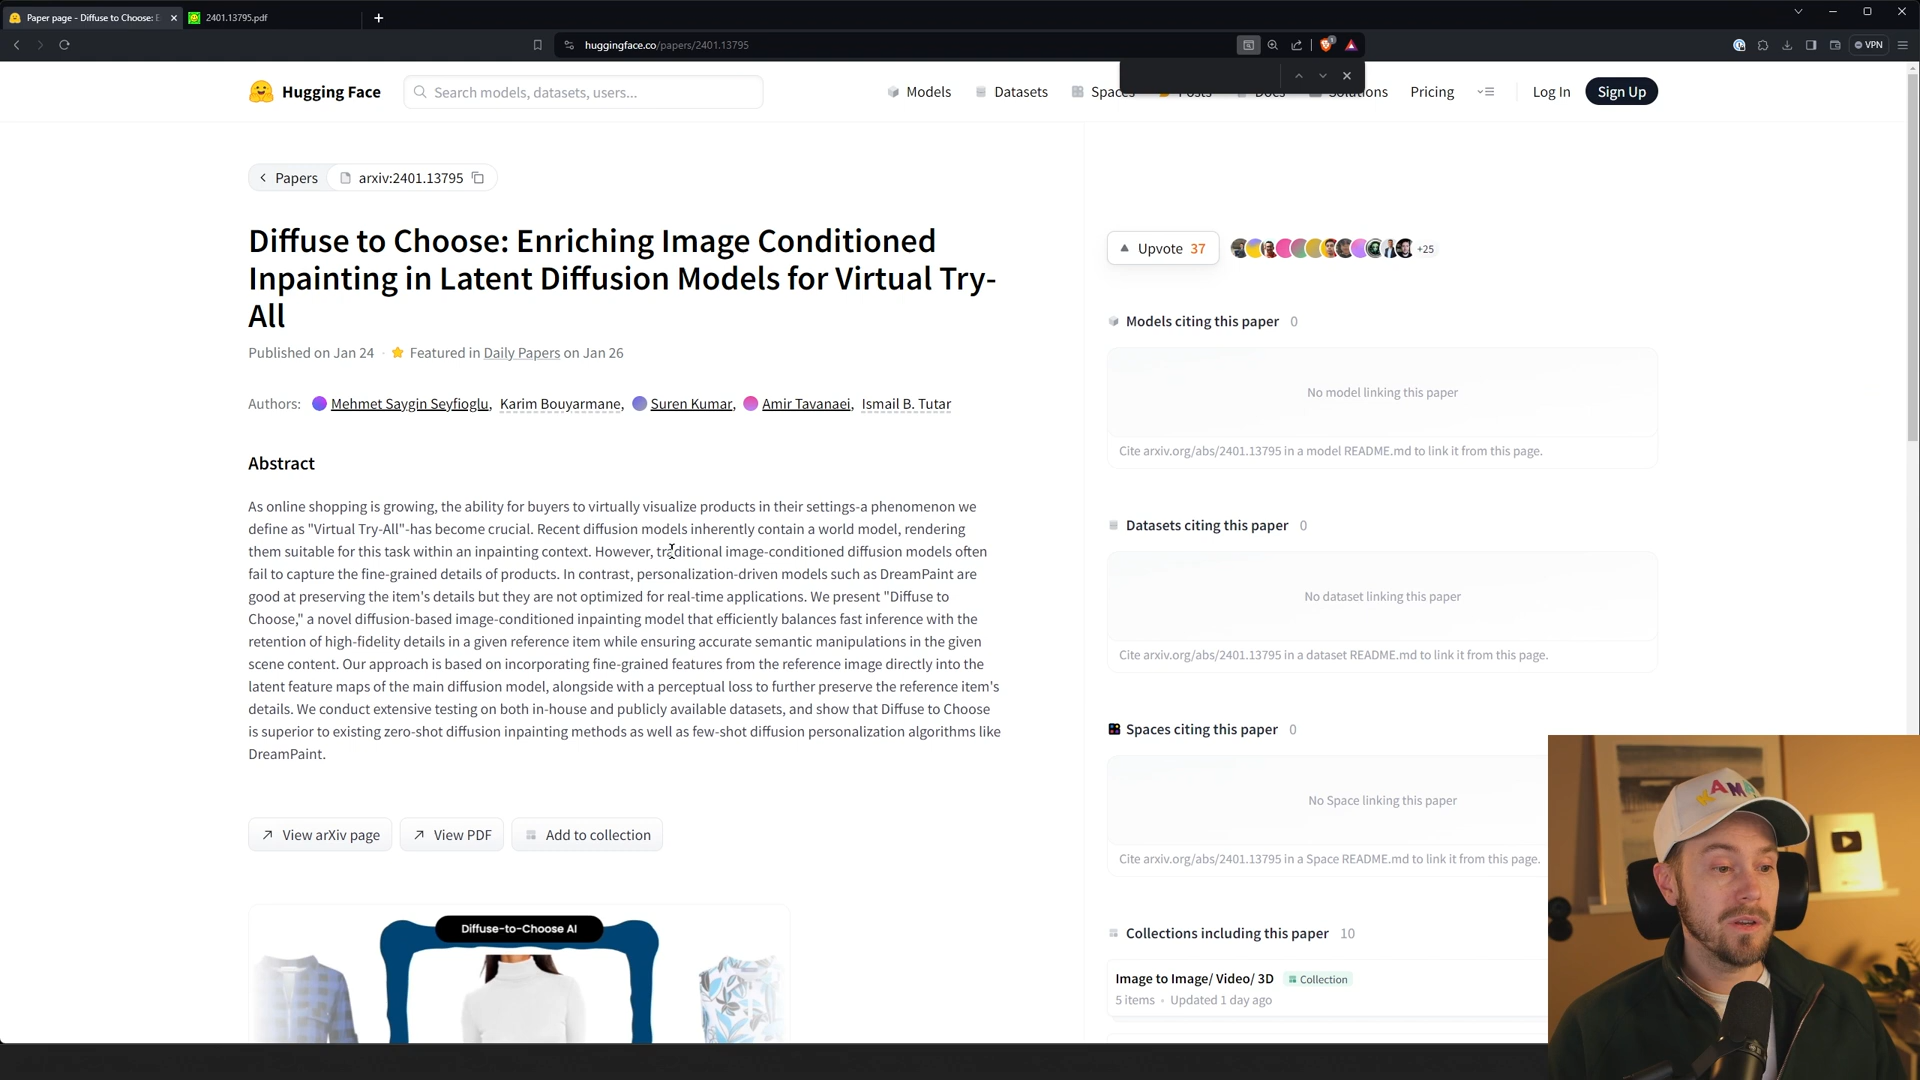 Paper page - Diffuse to Choose: E
2401.13795.pdf
huggingface.co/papers/2401.13795
VPN
Hugging Face
Search models, datasets, users...
Models
Datasets
Spaces
Posts
Docs
Solutions
Pricing
Log In
Sign Up
Papers
arxiv:2401.13795
Diffuse to Choose: Enriching Image Conditioned
Inpainting in Latent Diffusion Models for Virtual Try-
All
Published on Jan 24 · Featured in Daily Papers on Jan 26
Authors: Mehmet Saygin Seyfioglu, Karim Bouyarmane, Suren Kumar, Amir Tavanaei, Ismail B. Tutar
Abstract
As online shopping is growing, the ability for buyers to virtually visualize products in their settings-a phenomenon we
define as "Virtual Try-All"-has become crucial. Recent diffusion models inherently contain a world model, rendering
them suitable for this task within an inpainting context. However, traditional image-conditioned diffusion models often
fail to capture the fine-grained details of products. In contrast, personalization-driven models such as DreamPaint are
good at preserving the item's details but they are not optimized for real-time applications. We present "Diffuse to
Choose," a novel diffusion-based image-conditioned inpainting model that efficiently balances fast inference with the
retention of high-fidelity details in a given reference item while ensuring accurate semantic manipulations in the given
scene content. Our approach is based on incorporating fine-grained features from the reference image directly into the
latent feature maps of the main diffusion model, alongside with a perceptual loss to further preserve the reference item's
details. We conduct extensive testing on both in-house and publicly available datasets, and show that Diffuse to Choose
is superior to existing zero-shot diffusion inpainting methods as well as few-shot diffusion personalization algorithms like
DreamPaint.
View arXiv page
View PDF
Add to collection
Diffuse-to-Choose AI
Upvote 37
+25
Models citing this paper 0
No model linking this paper
Cite arxiv.org/abs/2401.13795 in a model README.md to link it from this page.
Datasets citing this paper 0
No dataset linking this paper
Cite arxiv.org/abs/2401.13795 in a dataset README.md to link it from this page.
Spaces citing this paper 0
No Space linking this paper
Cite arxiv.org/abs/2401.13795 in a Space README.md to link it from this page.
Collections including this paper 10
Image to Image/ Video/ 3D Collection
5 items • Updated 1 day ago